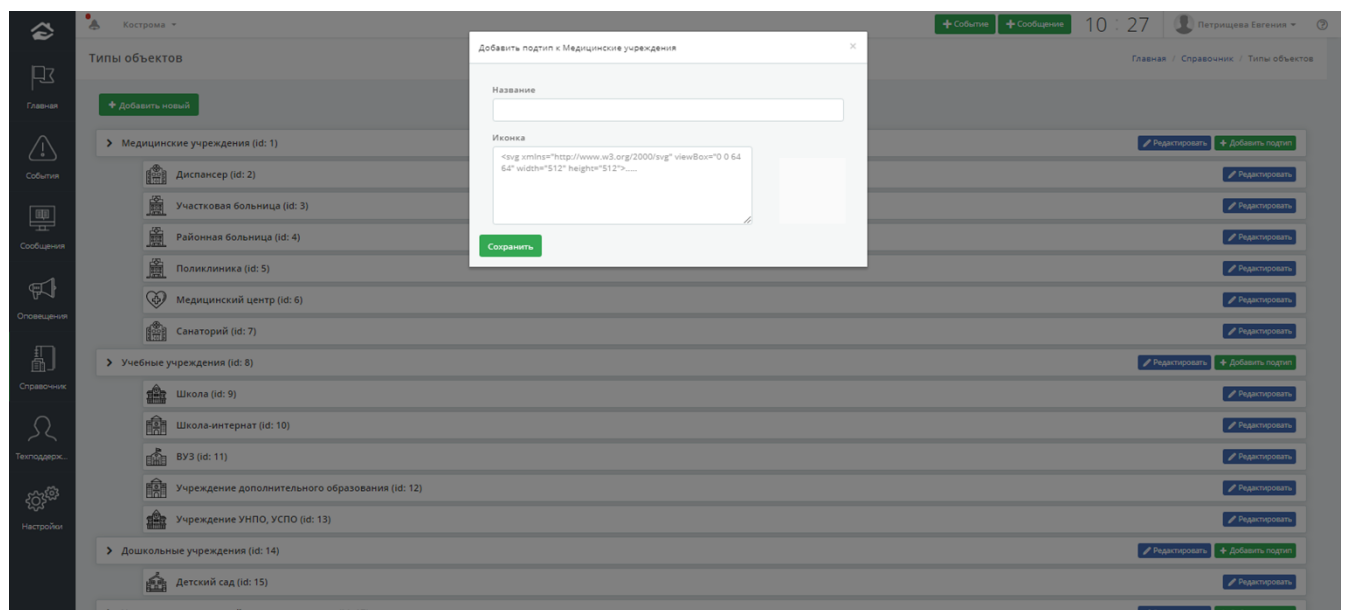 Кострома
+ Событие
+ Сообщение
10 : 27
Петрищева Евгения
Типы объектов
Главная / Справочник / Типы объектов
Главная
События
Сообщения
Оповещения
Справочник
Техподдерж...
Настройки
+ Добавить новый
Добавить подтип к Медицинские учреждения
×
Название
Иконка
<svg xmlns="http://www.w3.org/2000/svg" viewBox="0 0 64
64" width="512" height="512">......
Сохранить
Медицинские учреждения (id: 1)
Редактировать
+ Добавить подтип
Диспансер (id: 2)
Редактировать
Участковая больница (id: 3)
Редактировать
Районная больница (id: 4)
Редактировать
Поликлиника (id: 5)
Редактировать
Медицинский центр (id: 6)
Редактировать
Санаторий (id: 7)
Редактировать
Учебные учреждения (id: 8)
Редактировать
+ Добавить подтип
Школа (id: 9)
Редактировать
Школа-интернат (id: 10)
Редактировать
ВУЗ (id: 11)
Редактировать
Учреждение дополнительного образования (id: 12)
Редактировать
Учреждение УНПО, УСПО (id: 13)
Редактировать
Дошкольные учреждения (id: 14)
Редактировать
+ Добавить подтип
Детский сад (id: 15)
Редактировать